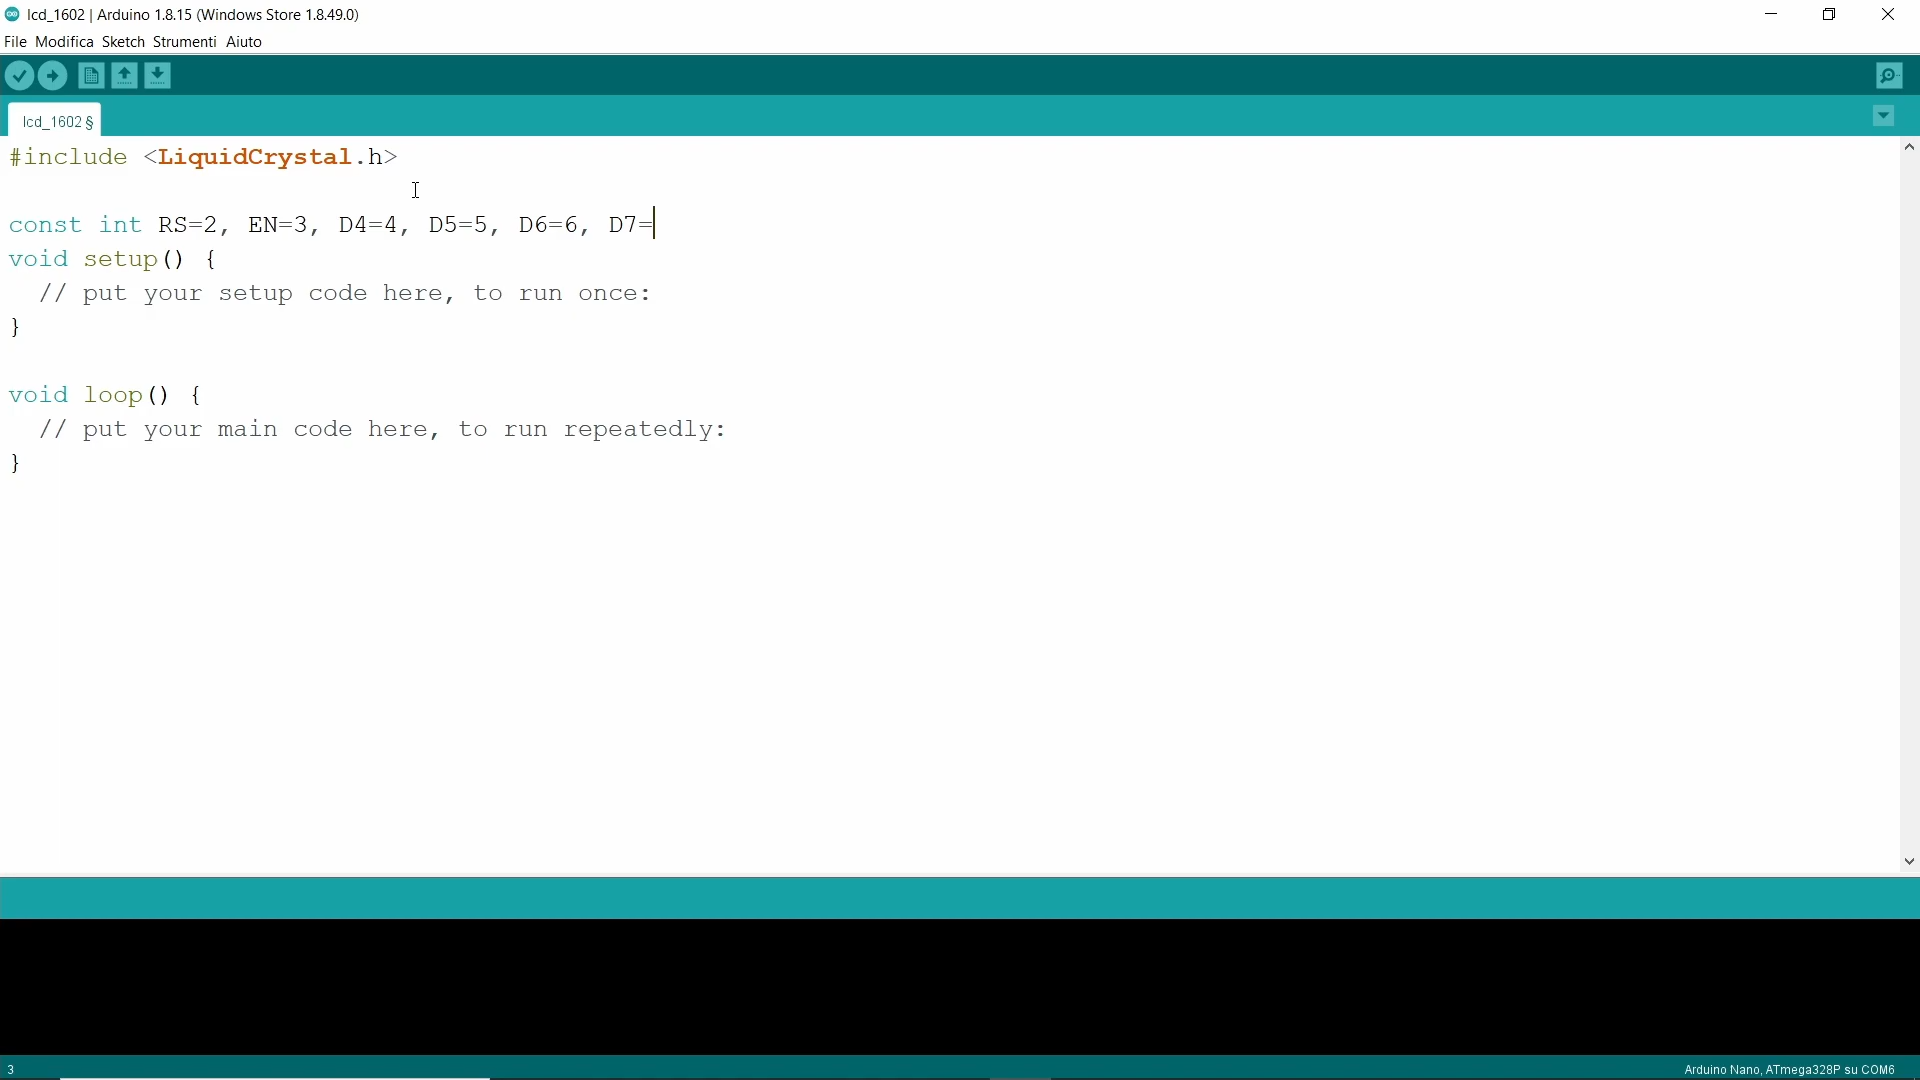 lcd_1602 | Arduino 1.8.15 (Windows Store 1.8.49.0)
File Modifica Sketch Strumenti Aiuto
lcd_1602 §
#include <LiquidCrystal.h>
const int RS=2, EN=3, D4=4, D5=5, D6=6, D7=
void setup() {
  // put your setup code here, to run once:
}
void loop() {
  // put your main code here, to run repeatedly:
}
3
Arduino Nano, ATmega328P su COM6